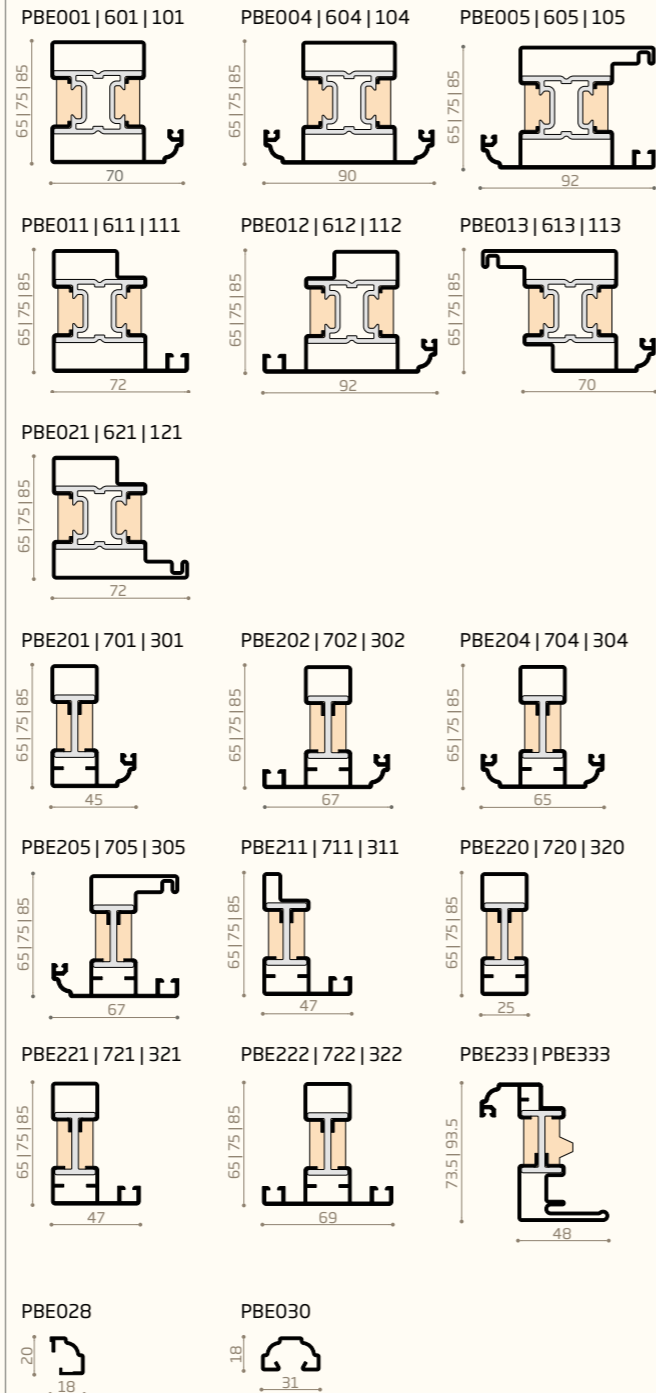 PBE001 | 601 | 101
PBE004 | 604 | 104
PBE005 | 605 | 105
65|75|85
70
65|75|85
90
65|75|85
92
PBE011 | 611 | 111
PBE012 | 612 | 112
PBE013 | 613 | 113
65|75|85
72
65|75|85
92
65|75|85
70
PBE021 | 621 | 121
65|75|85
72
PBE201 | 701 | 301
PBE202 | 702 | 302
PBE204 | 704 | 304
65|75|85
45
65|75|85
67
65|75|85
65
PBE205 | 705 | 305
PBE211 | 711 | 311
PBE220 | 720 | 320
65|75|85
67
65|75|85
47
65|75|85
25
PBE221 | 721 | 321
PBE222 | 722 | 322
PBE233 | PBE333
65|75|85
47
65|75|85
69
73.5|93.5
48
PBE028
PBE030
20
18
18
31